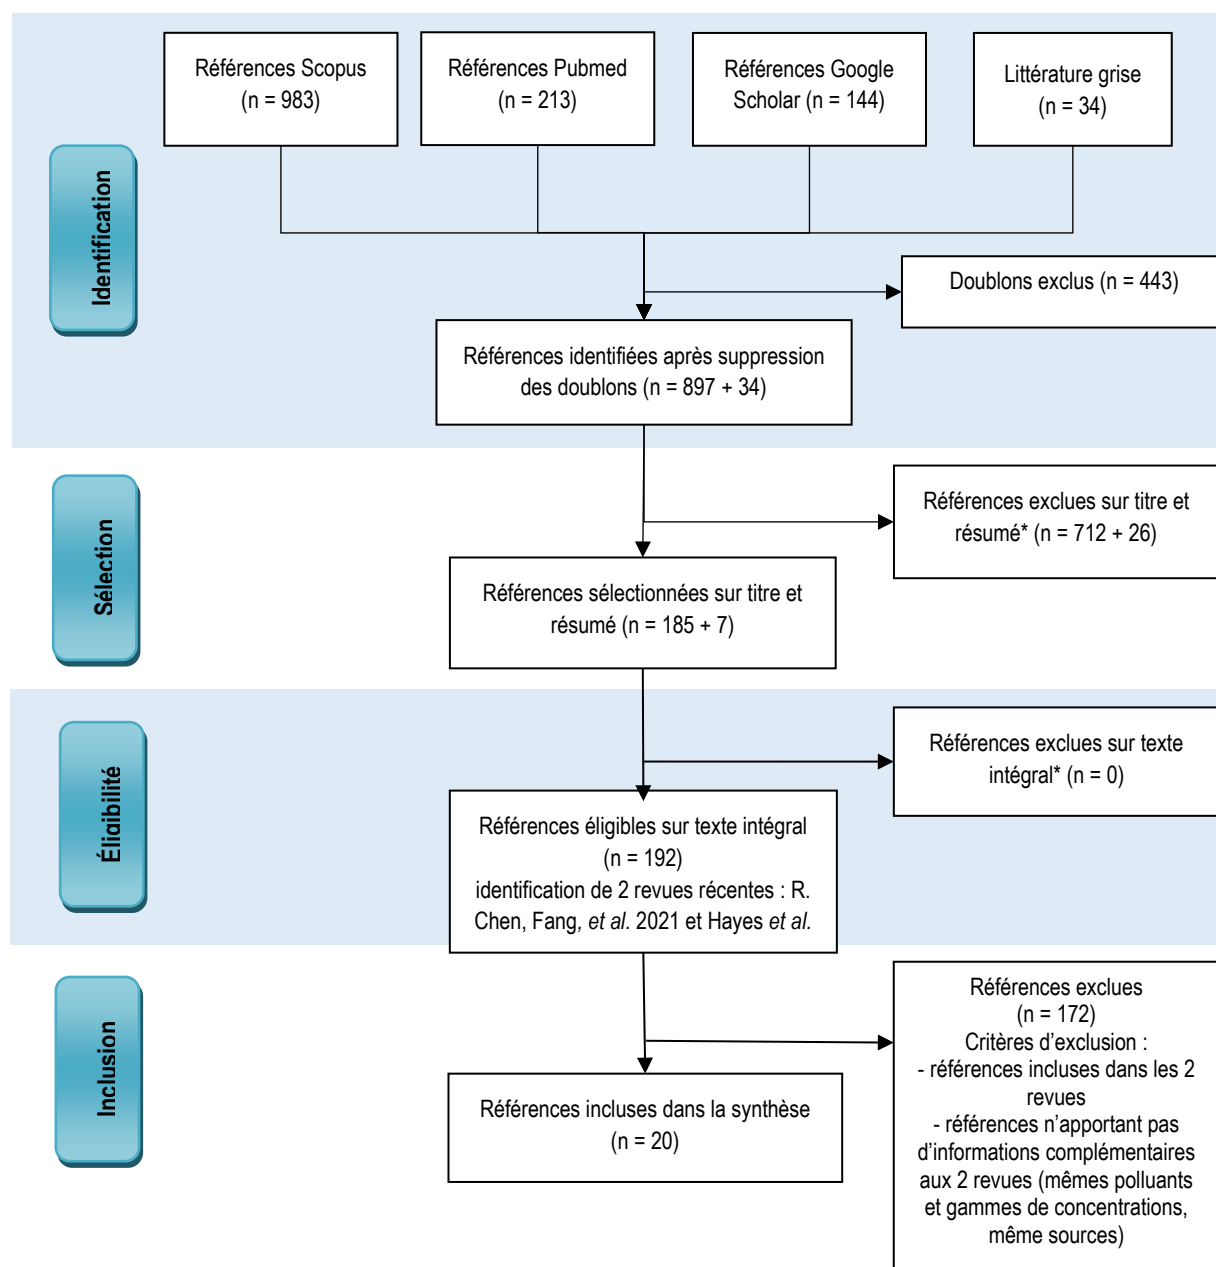 Références Scopus
(n = 983)
Références Pubmed
(n = 213)
Références Google
Scholar (n = 144)
Littérature grise
(n = 34)
Identification
Doublons exclus (n = 443)
Références identifiées après suppression
des doublons (n = 897 + 34)
Sélection
Références exclues sur titre et
résumé* (n = 712 + 26)
Références sélectionnées sur titre et
résumé (n = 185 + 7)
Éligibilité
Références exclues sur texte
intégral* (n = 0)
Références éligibles sur texte intégral
(n = 192)
identification de 2 revues récentes : R.
Chen, Fang, et al. 2021 et Hayes et al.
Inclusion
Références exclues
(n = 172)
Critères d'exclusion :
- références incluses dans les 2
revues
- références n'apportant pas
d'informations complémentaires
aux 2 revues (mêmes polluants
et gammes de concentrations,
même sources)
Références incluses dans la synthèse
(n = 20)